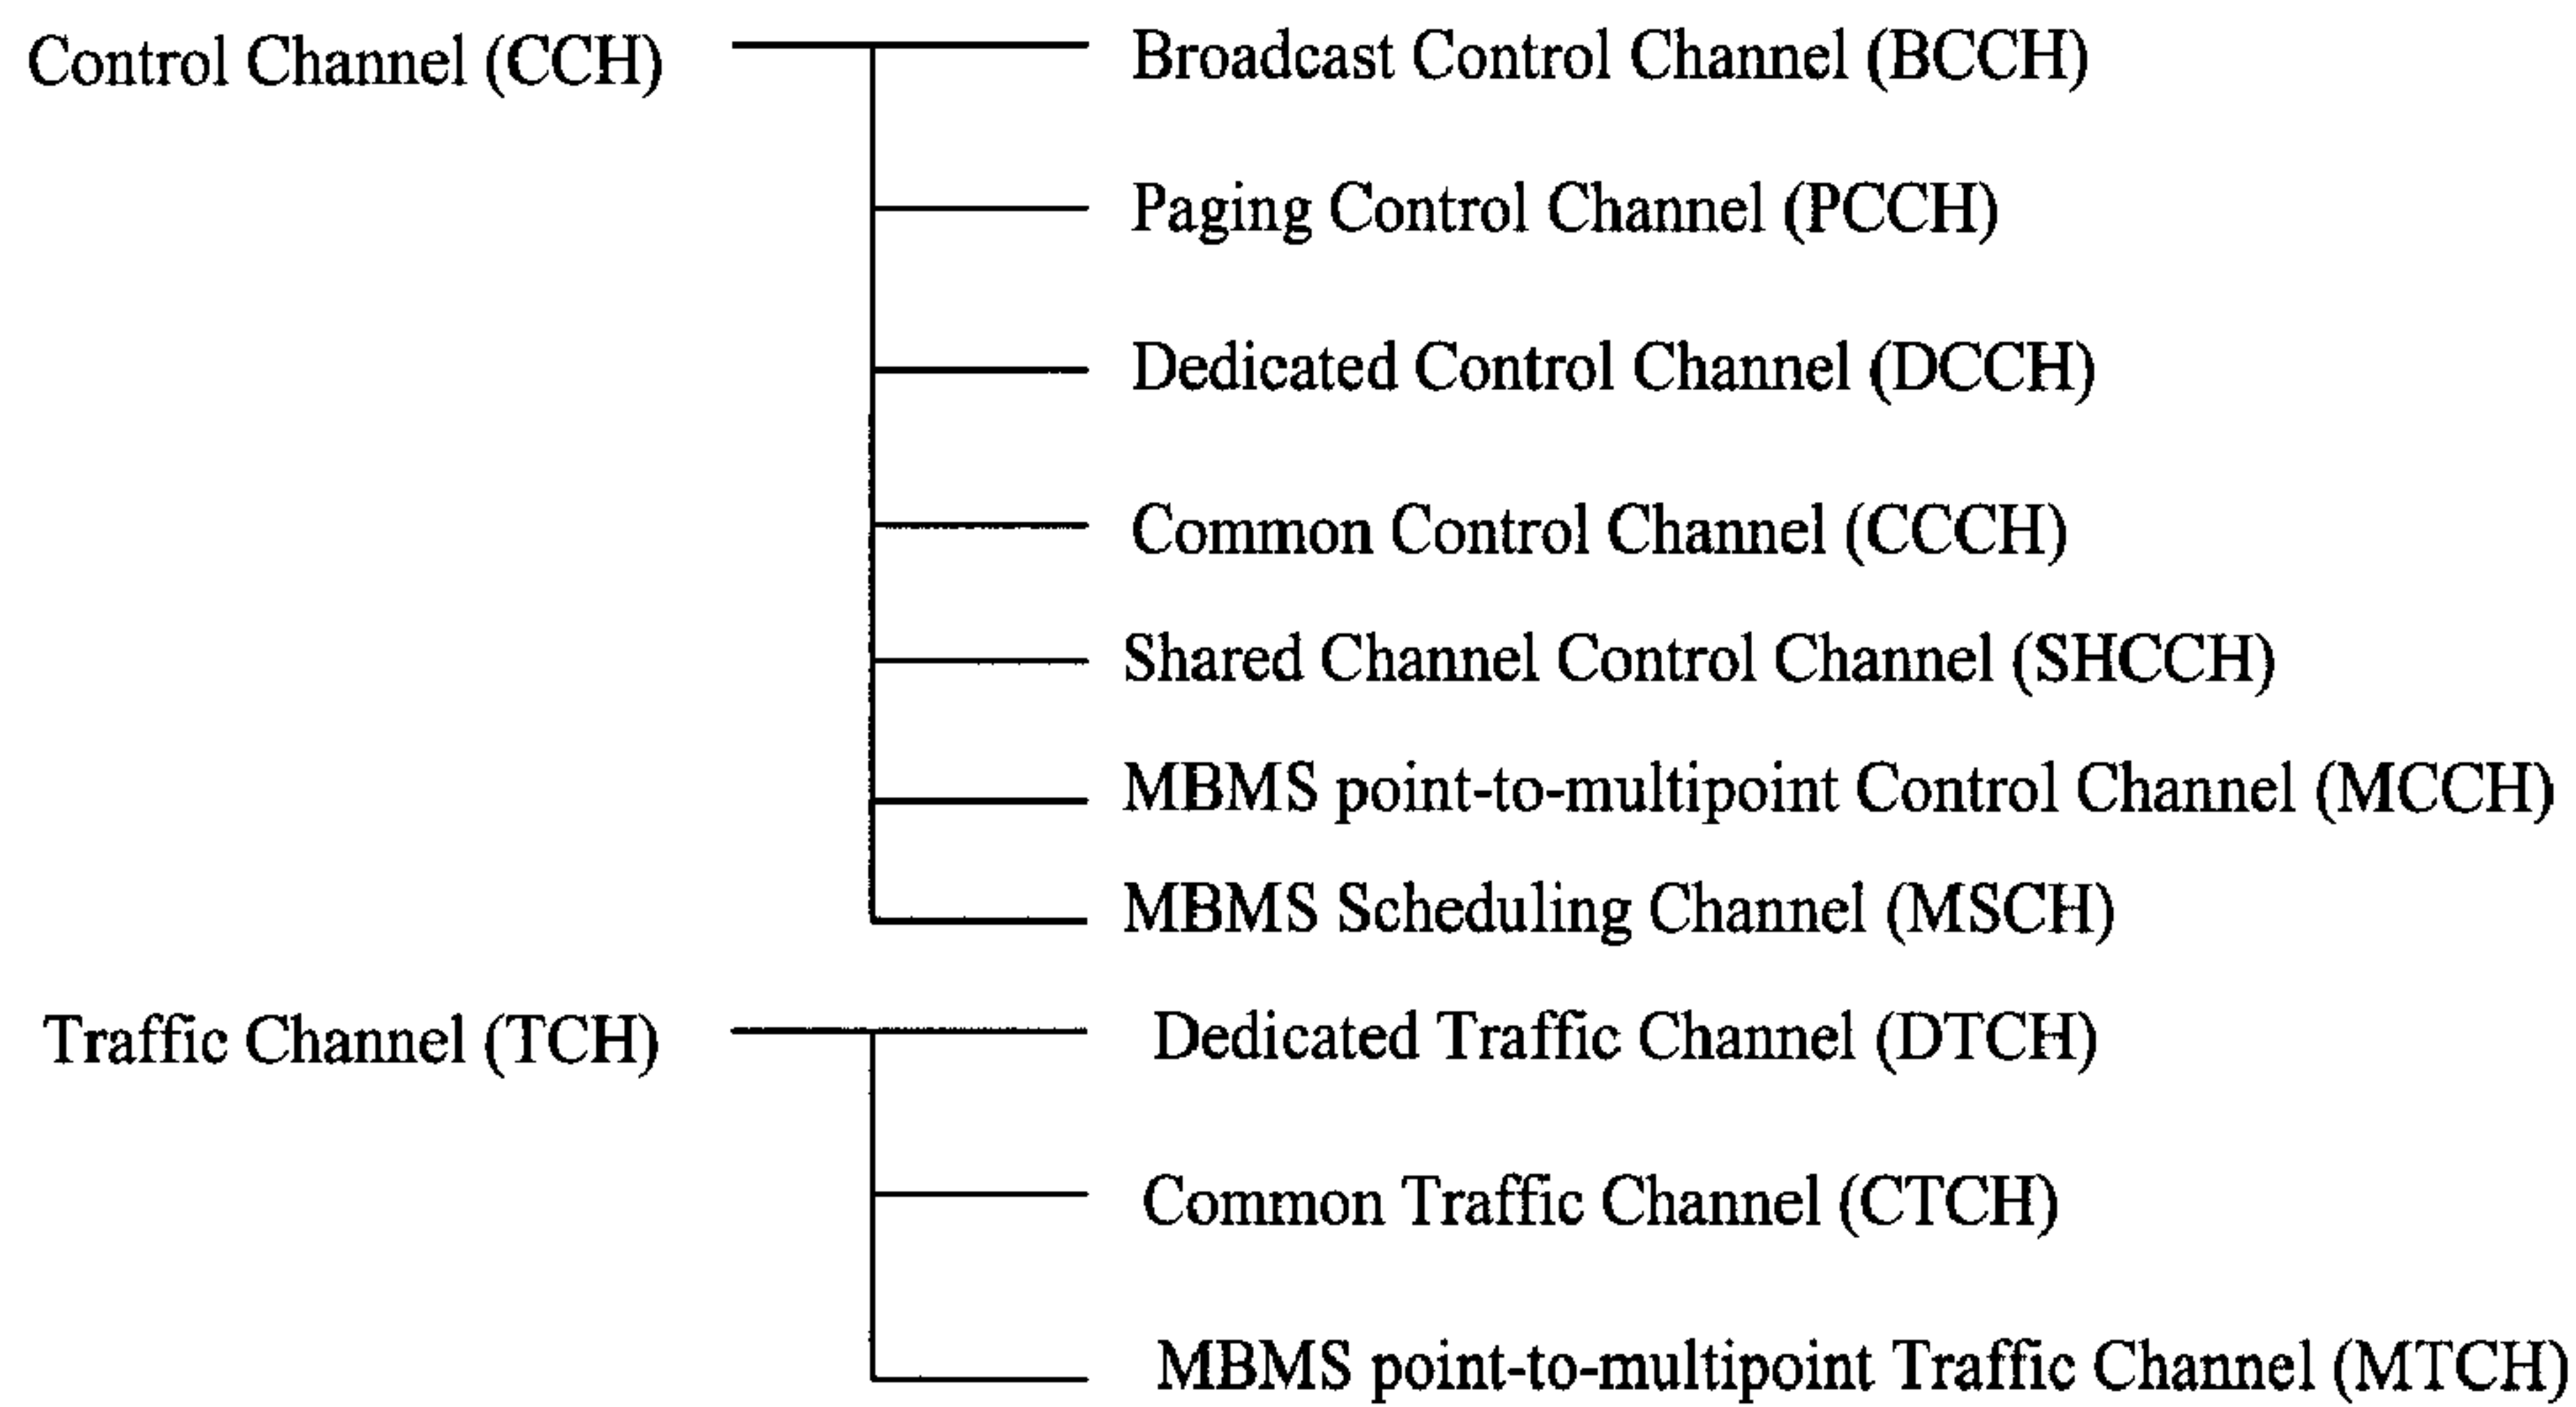 Control Channel (CCH)
Broadcast Control Channel (BCCH)
Paging Control Channel (PCCH)
Dedicated Control Channel (DCCH)
Common Control Channel (CCCH)
Shared Channel Control Channel (SHCCH)
MBMS point-to-multipoint Control Channel (MCCH)
MBMS Scheduling Channel (MSCH)
Traffic Channel (TCH)
Dedicated Traffic Channel (DTCH)
Common Traffic Channel (CTCH)
MBMS point-to-multipoint Traffic Channel (MTCH)